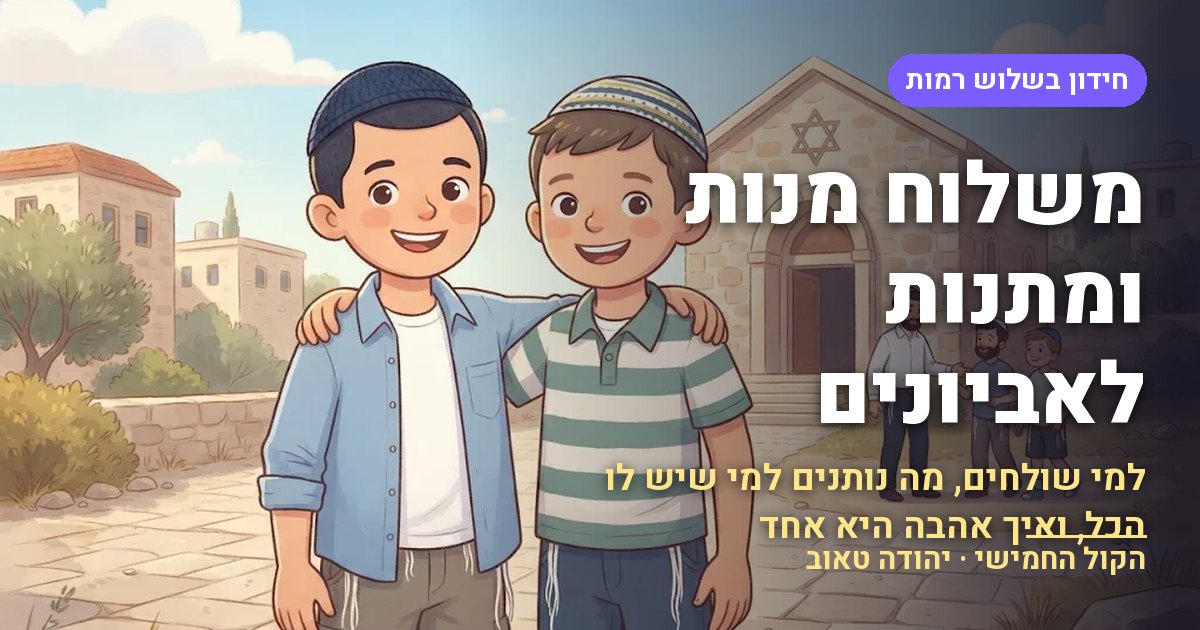 חידון בשלוש רמות
משלוח מנות
ומתנות
לאביונים
למי שולחים, מה נותנים למי שיש לו
הכל, ואיך אהבה היא אחד
הקול החמישי · יהודה טאוב